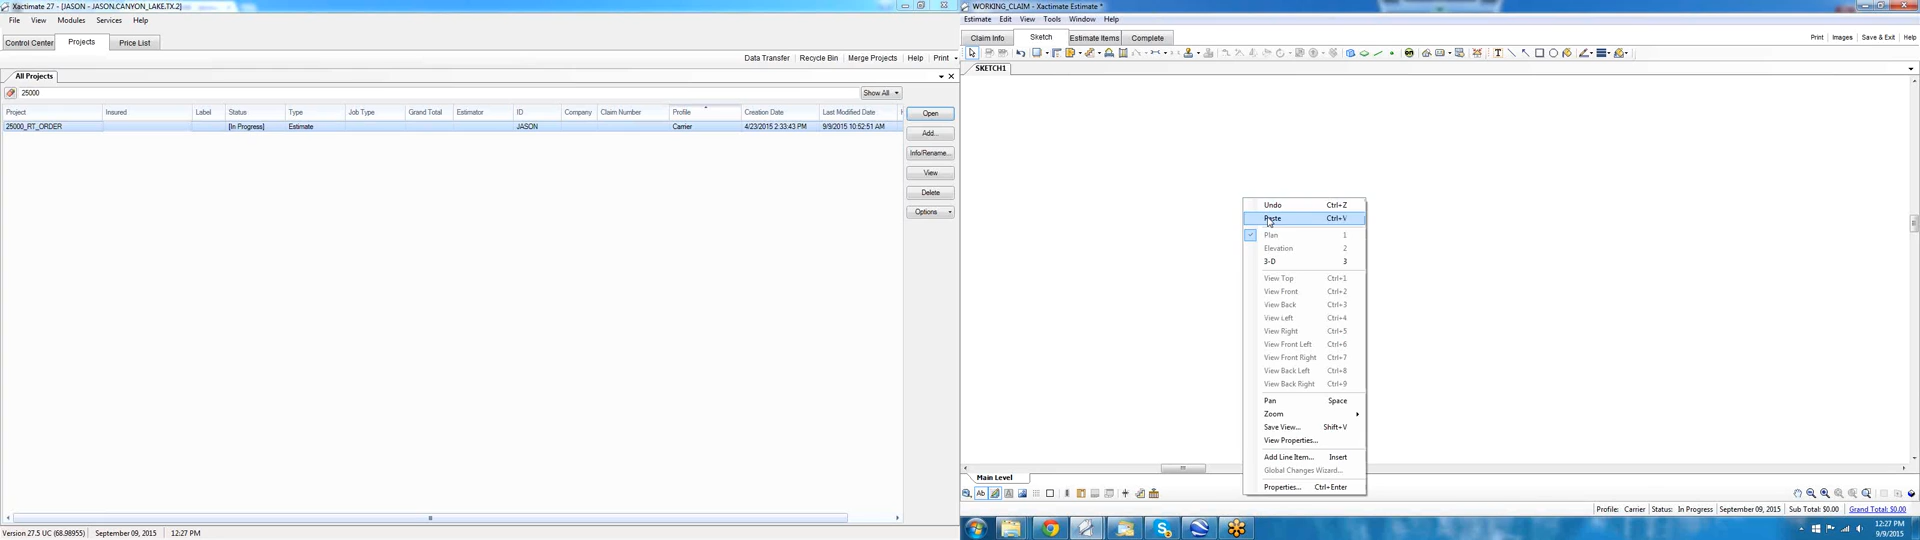 Xactimate 27 - [JASON - JASON.CANYON_LAKE.TX.2]
File View Modules Services Help
Control Center Projects Price List
Data Transfer Recycle Bin Merge Projects Help Print
All Projects
25000 Show All
Project Insured Label Status Type Job Type Grand Total Estimator ID Company Claim Number Profile Creation Date Last Modified Date
25000_RT_ORDER [In Progress] Estimate JASON Carrier 4/23/2015 2:33:43 PM 9/9/2015 10:52:51 AM
Open
Add...
Info/Rename...
View
Delete
Options
Version 27.5 UC (68.98955) September 09, 2015 12:27 PM
WORKING_CLAIM - Xactimate Estimate *
Estimate Edit View Tools Window Help
Claim Info Sketch Estimate Items Complete
Print Images Save & Exit Help
SKETCH1
Undo Ctrl+Z
Paste Ctrl+V
Plan 1
Elevation 2
3-D 3
View Top Ctrl+1
View Front Ctrl+2
View Back Ctrl+3
View Left Ctrl+4
View Right Ctrl+5
View Front Left Ctrl+6
View Front Right Ctrl+7
View Back Left Ctrl+8
View Back Right Ctrl+9
Pan Space
Zoom
Save View... Shift+V
View Properties...
Add Line Item... Insert
Global Changes Wizard...
Properties... Ctrl+Enter
Main Level
Profile: Carrier Status: In Progress September 09, 2015 Sub Total: $0.00 Grand Total: $0.00
12:27 PM
9/9/2015